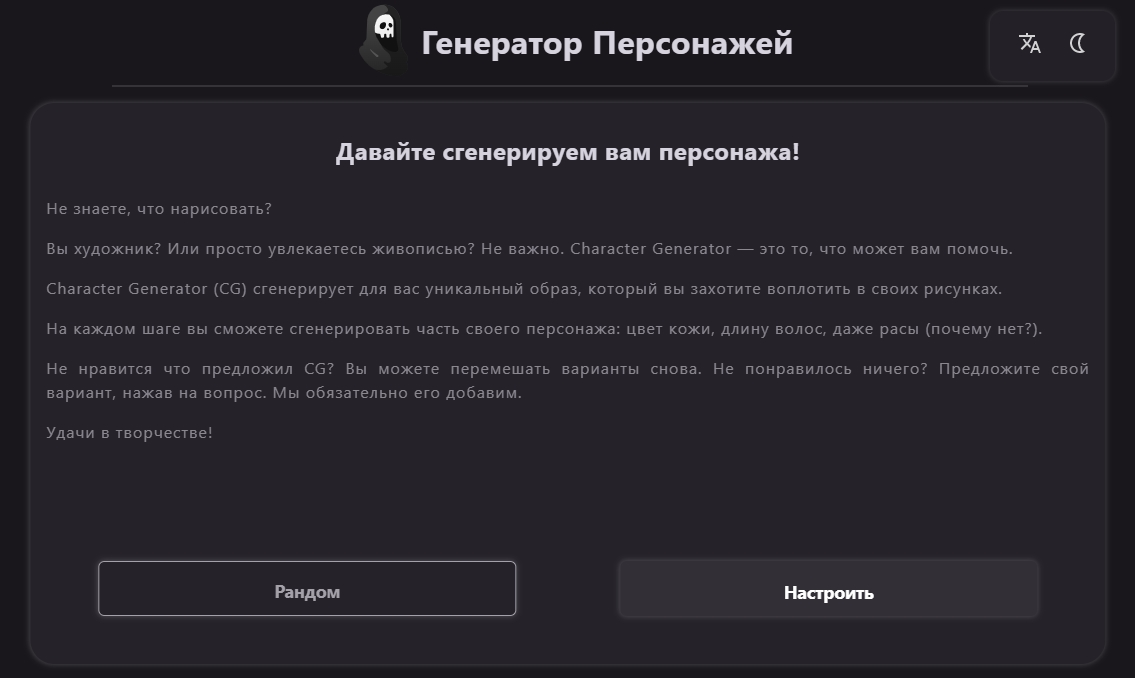 Генератор Персонажей
Давайте сгенерируем вам персонажа!
Не знаете, что нарисовать?
Вы художник? Или просто увлекаетесь живописью? Не важно. Character Generator — это то, что может вам помочь.
Character Generator (CG) сгенерирует для вас уникальный образ, который вы захотите воплотить в своих рисунках.
На каждом шаге вы сможете сгенерировать часть своего персонажа: цвет кожи, длину волос, даже расы (почему нет?).
Не нравится что предложил CG? Вы можете перемешать варианты снова. Не понравилось ничего? Предложите свой
вариант, нажав на вопрос. Мы обязательно его добавим.
Удачи в творчестве!
Рандом
Настроить